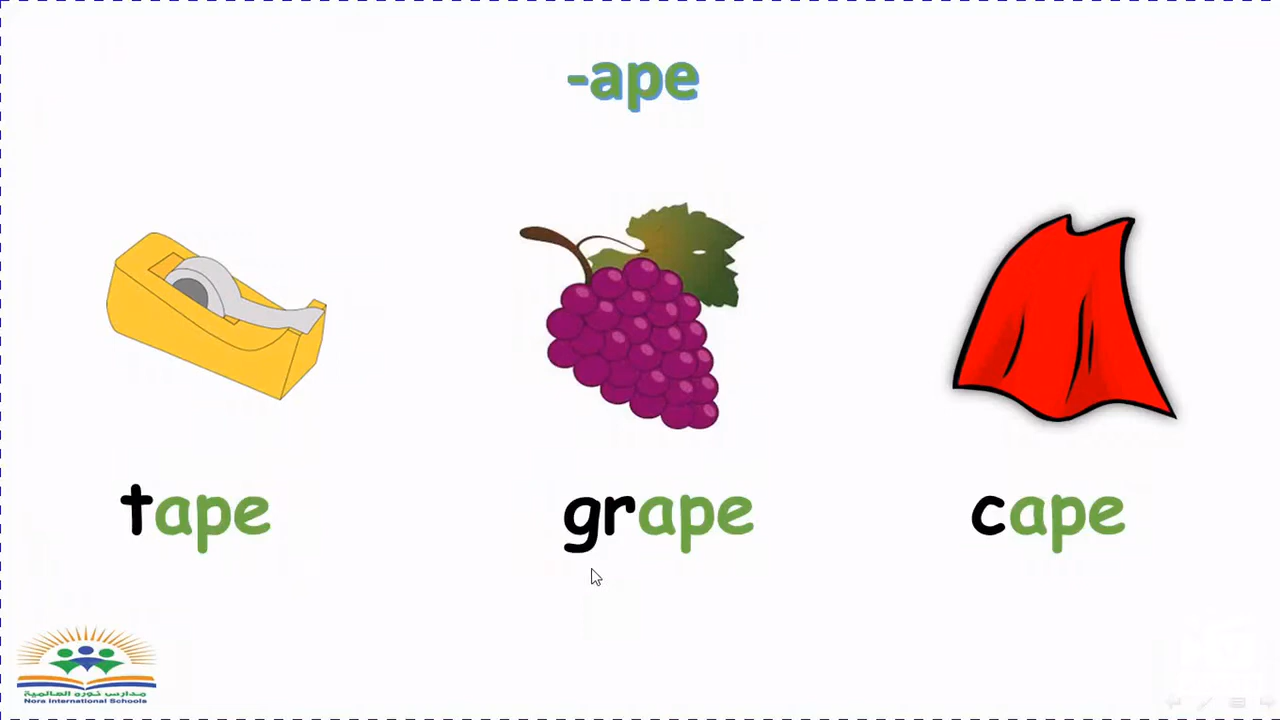 -ape
tape
grape
cape
مدارس نورة العالمية
Nora International Schools